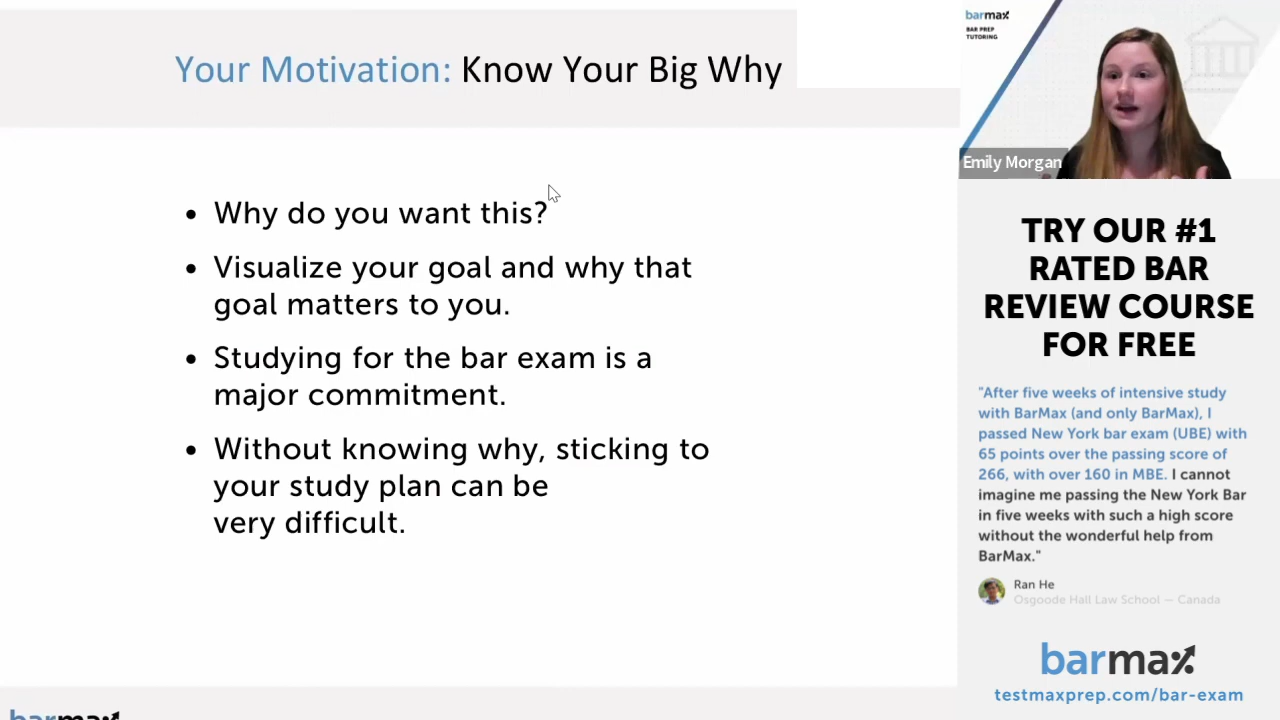 Your Motivation: Know Your Big Why
• Why do you want this?
• Visualize your goal and why that
goal matters to you.
• Studying for the bar exam is a
major commitment.
• Without knowing why, sticking to
your study plan can be
very difficult.
barmax
barmax
BAR PREP
TUTORING
Emily Morgan
TRY OUR #1
RATED BAR
REVIEW COURSE
FOR FREE
"After five weeks of intensive study
with BarMax (and only BarMax), I
passed New York bar exam (UBE) with
65 points over the passing score of
266, with over 160 in MBE. I cannot
imagine me passing the New York Bar
in five weeks with such a high score
without the wonderful help from
BarMax."
Ran He
Osgoode Hall Law School — Canada
barmax
testmaxprep.com/bar-exam